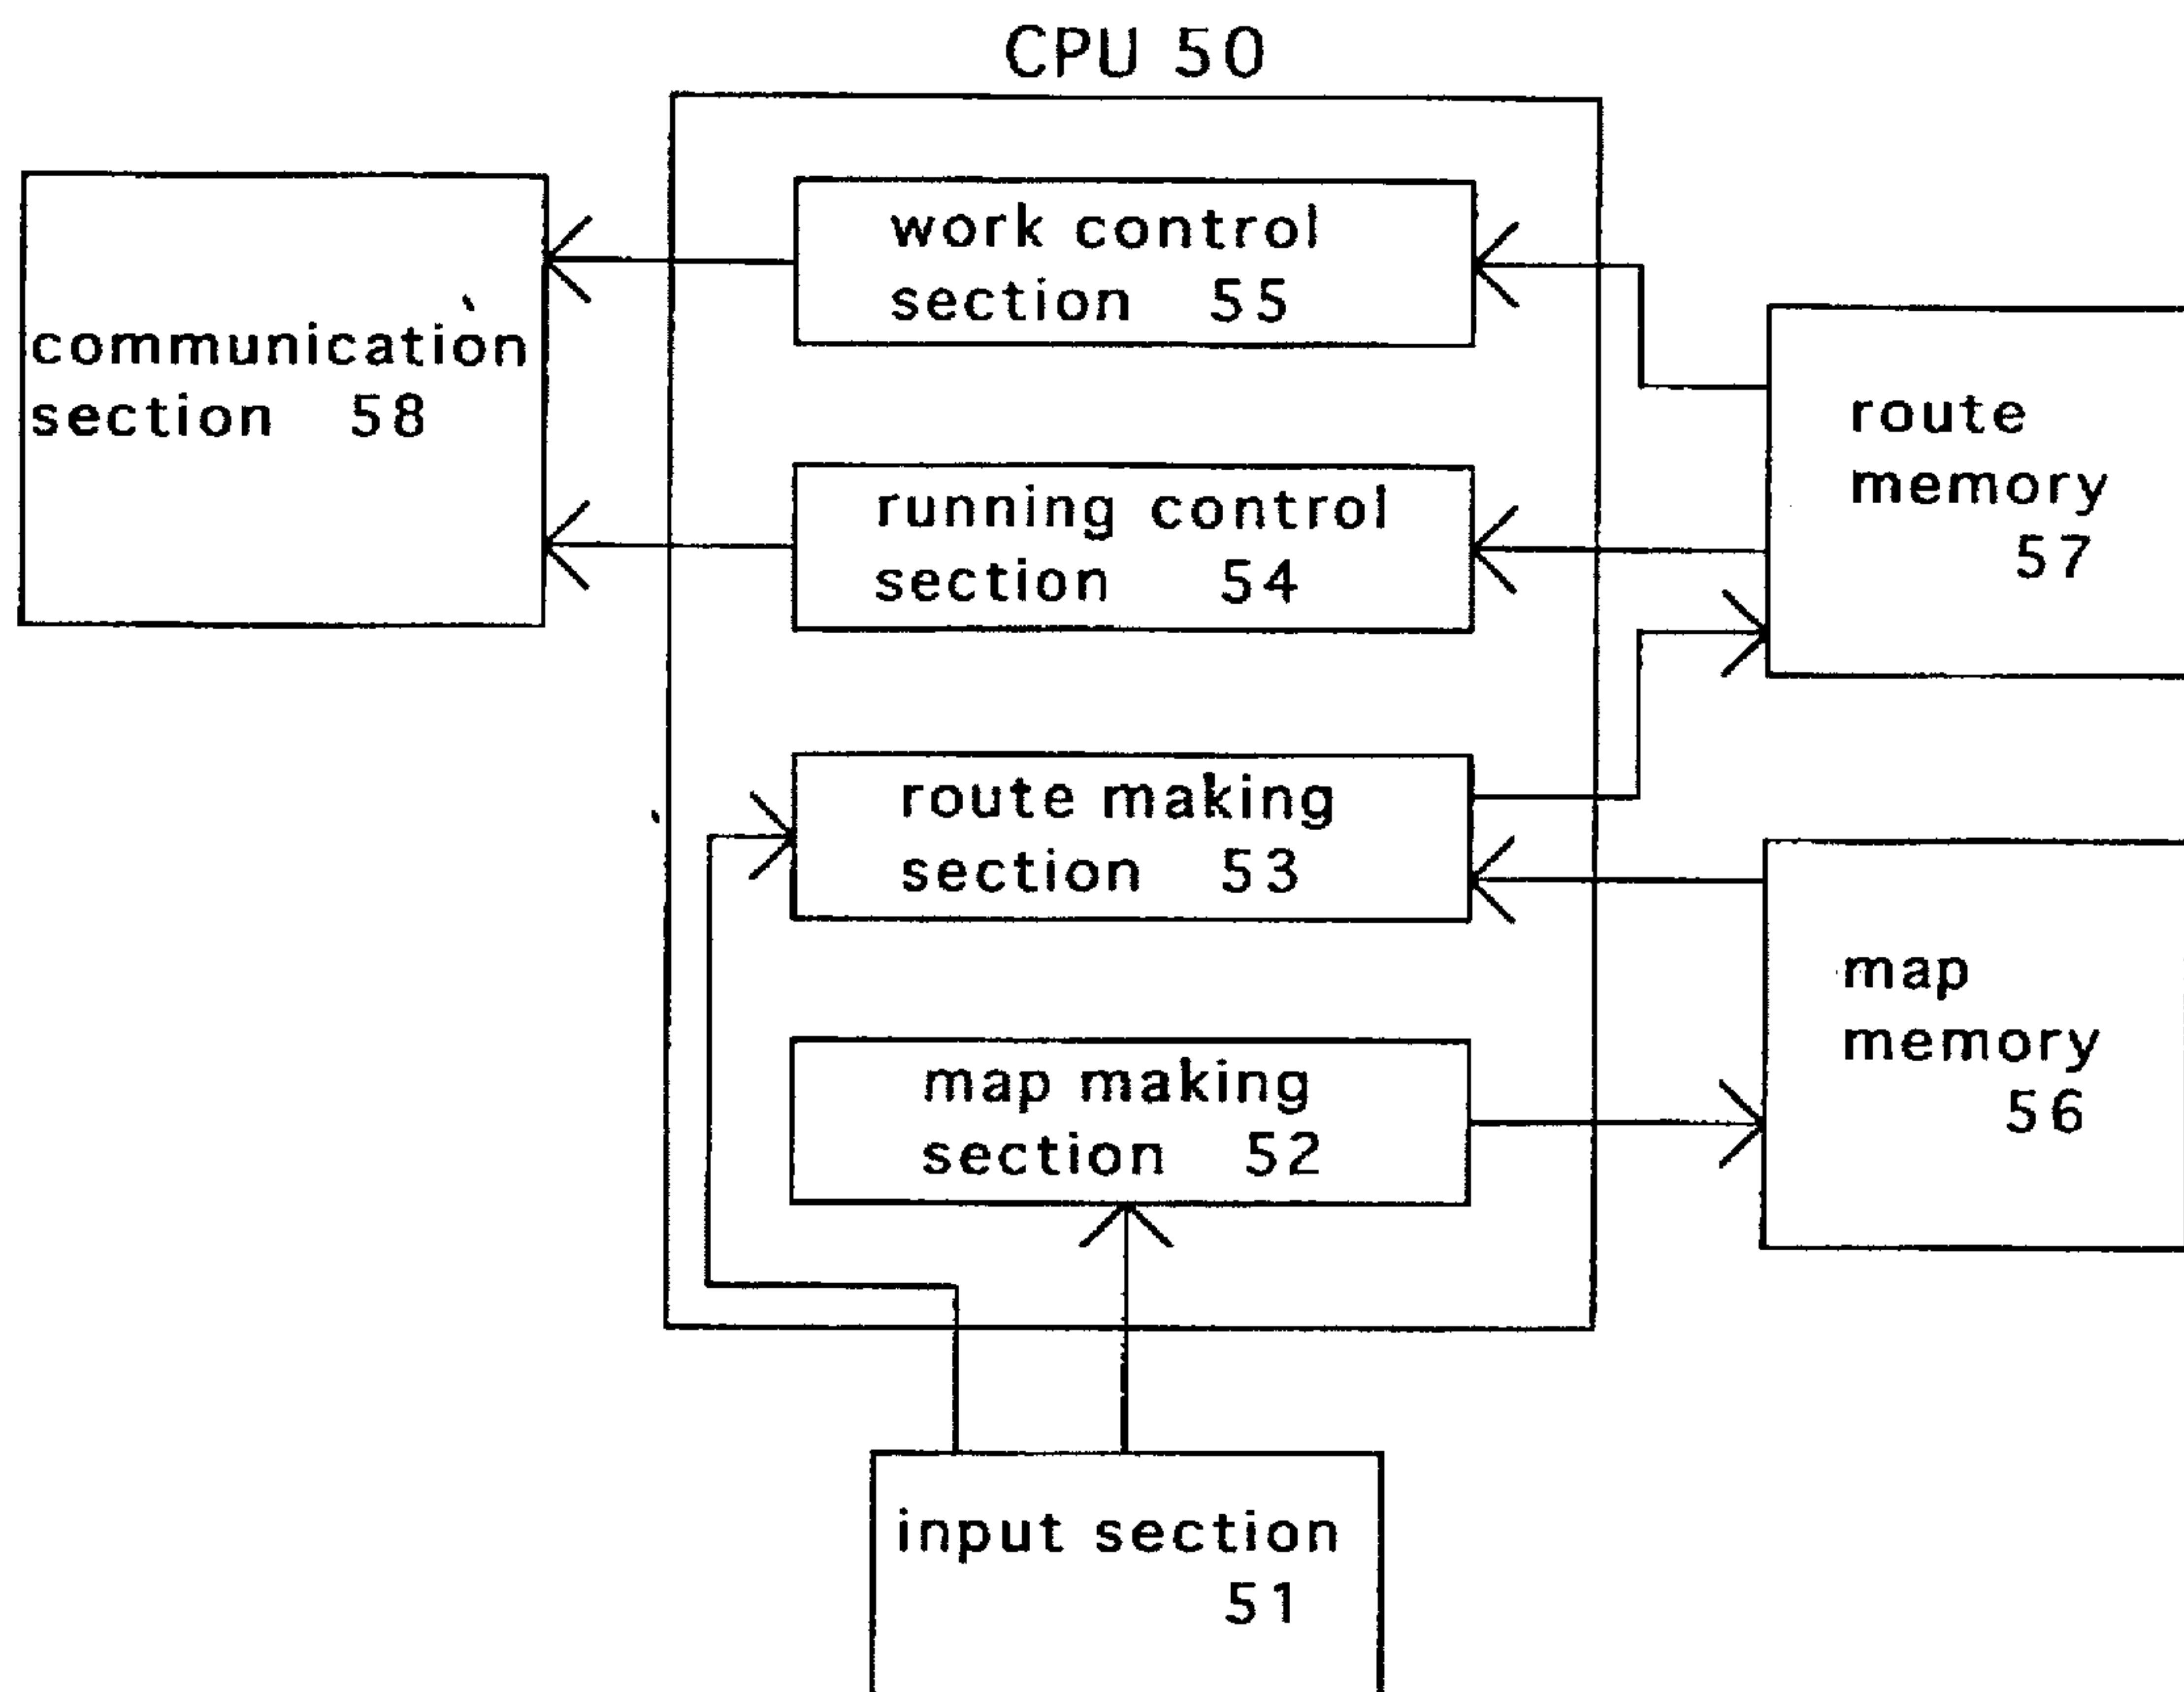 CPU 50
work control
section 55
communication
section 58
route
memory
57
running control
section 54
route making
section 53
map
memory
56
map making
section 52
input section
51